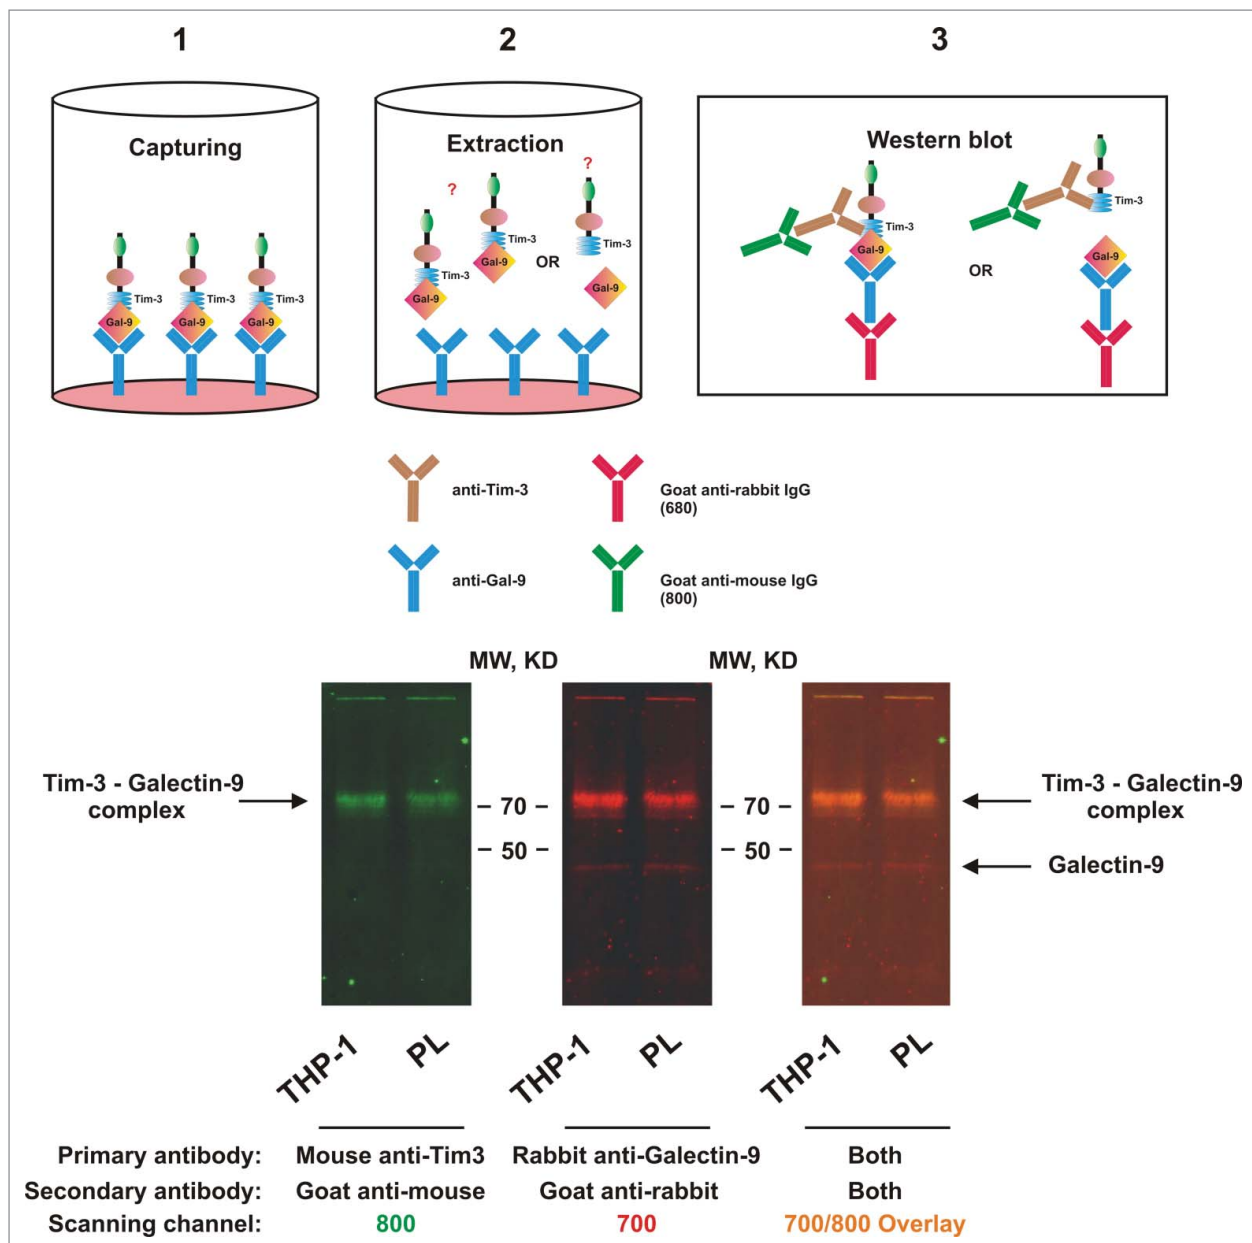 1
2
3
Capturing
Extraction
Western blot
?
?
Tim-3
Tim-3
Tim-3
Gal-9
Gal-9
Gal-9
Tim-3
Gal-9
Tim-3
Gal-9
OR
Tim-3
Gal-9
Tim-3
Gal-9
OR
Tim-3
Gal-9
anti-Tim-3
Goat anti-rabbit IgG
(680)
anti-Gal-9
Goat anti-mouse IgG
(800)
MW, KD
MW, KD
Tim-3 - Galectin-9
complex
– 70 –
– 70 –
Tim-3 - Galectin-9
complex
– 50 –
– 50 –
Galectin-9
THP-1
PL
THP-1
PL
THP-1
PL
Primary antibody: Mouse anti-Tim3 Rabbit anti-Galectin-9 Both
Secondary antibody: Goat anti-mouse Goat anti-rabbit Both
Scanning channel: 800 700 700/800 Overlay